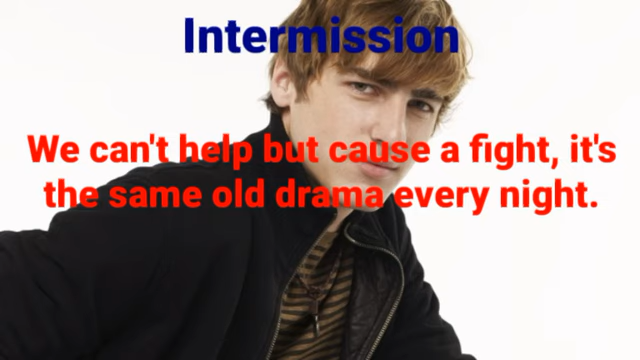 Intermission
We can't help but cause a fight, it's
the same old drama every night.